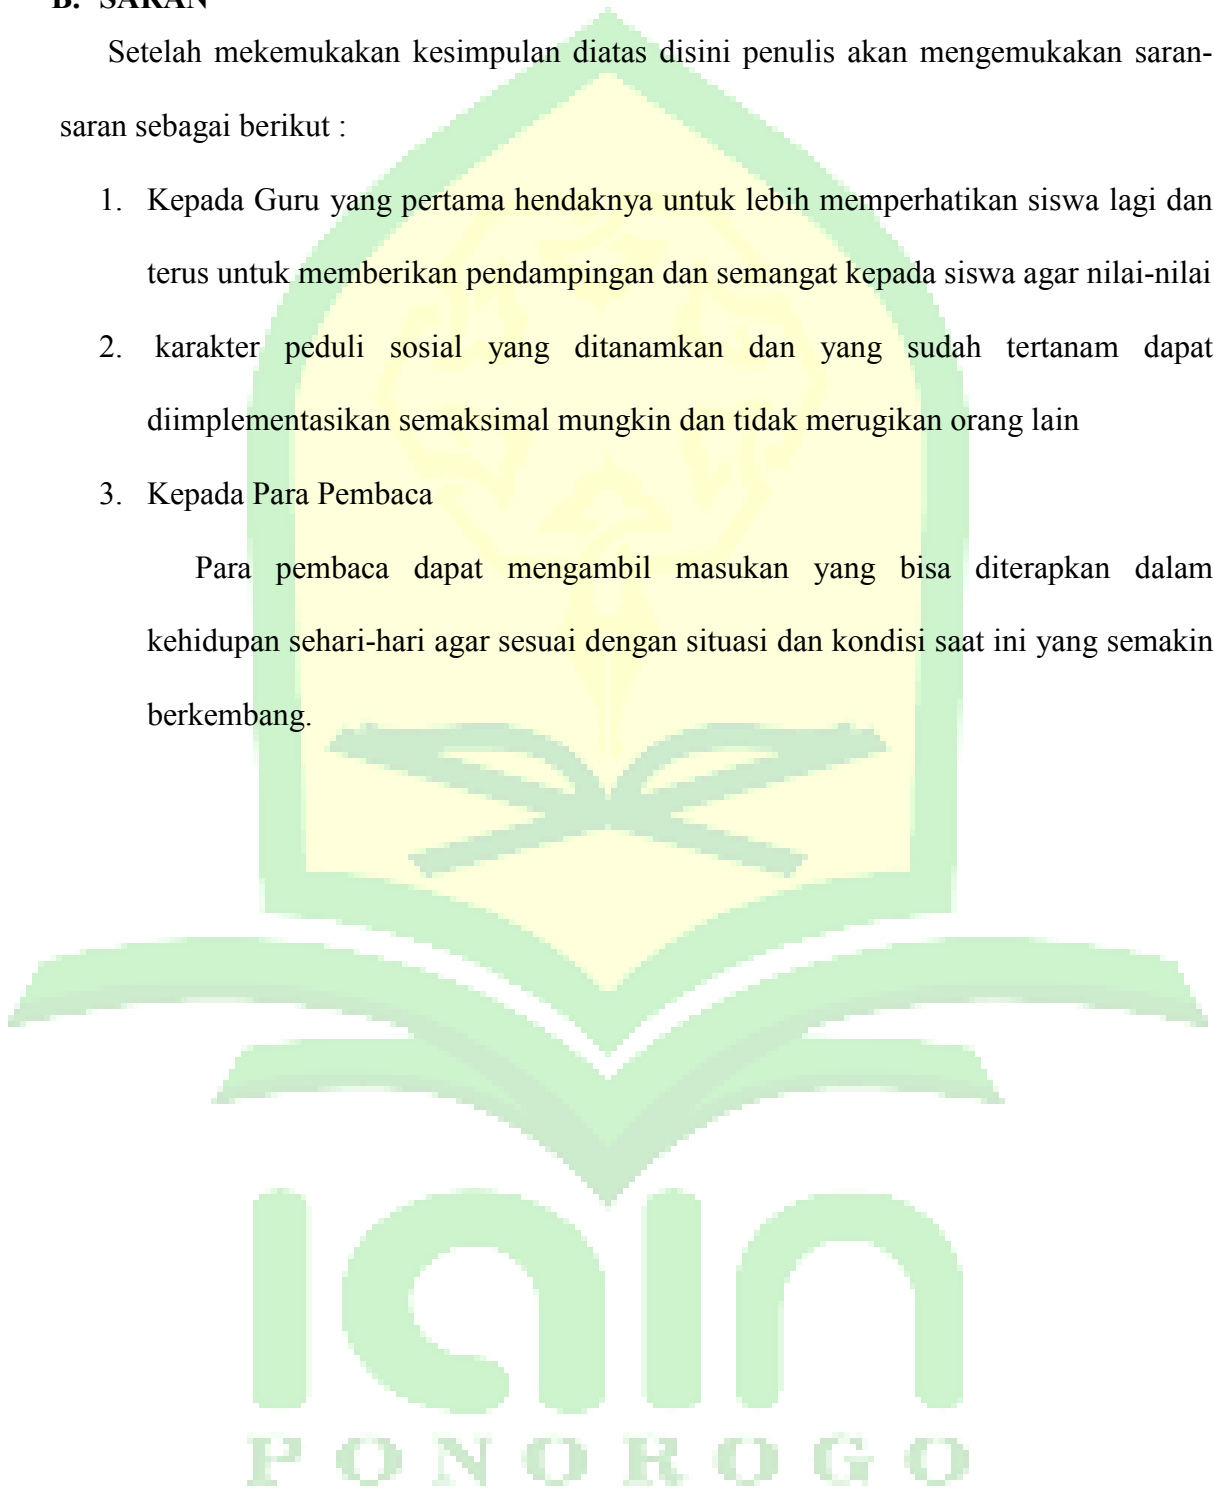 B. SARAN
Setelah mekemukakan kesimpulan diatas disini penulis akan mengemukakan saran-
saran sebagai berikut :
1. Kepada Guru yang pertama hendaknya untuk lebih memperhatikan siswa lagi dan
terus untuk memberikan pendampingan dan semangat kepada siswa agar nilai-nilai
2. karakter peduli sosial yang ditanamkan dan yang sudah tertanam dapat
diimplementasikan semaksimal mungkin dan tidak merugikan orang lain
3. Kepada Para Pembaca
Para pembaca dapat mengambil masukan yang bisa diterapkan dalam
kehidupan sehari-hari agar sesuai dengan situasi dan kondisi saat ini yang semakin
berkembang.
iain
PONOROGO